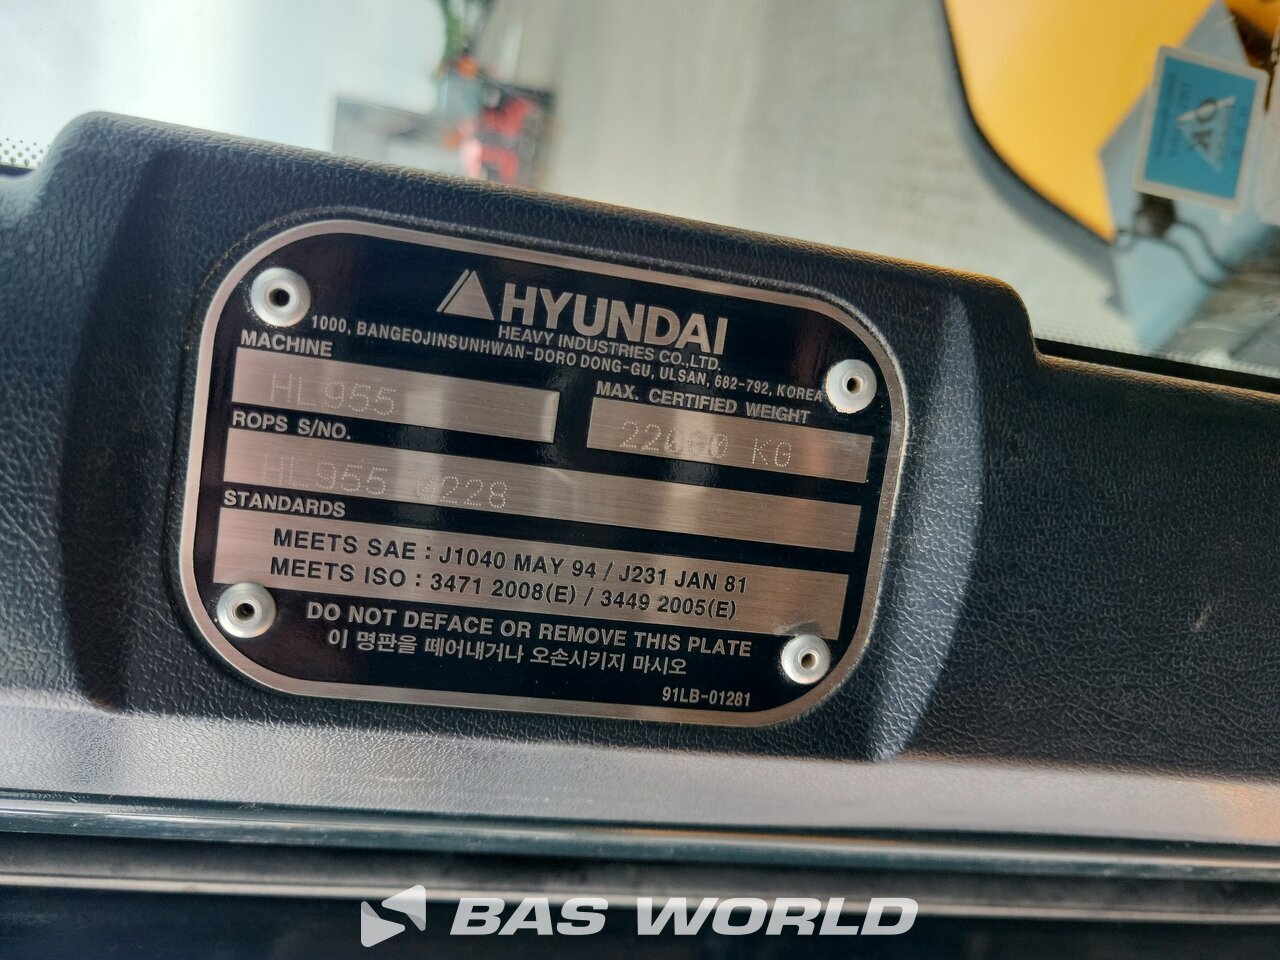 HYUNDAI
HEAVY INDUSTRIES CO.,LTD.
1000, BANGEOJINSUNHWAN-DORO DONG-GU, ULSAN, 682-792, KOREA
MACHINE
HL955
MAX. CERTIFIED WEIGHT
22000 KG
ROPS S/NO.
HL955 0228
STANDARDS
MEETS SAE : J1040 MAY 94 / J231 JAN 81
MEETS ISO : 3471 2008(E) / 3449 2005(E)
DO NOT DEFACE OR REMOVE THIS PLATE
이 명판을 떼어내거나 오손시키지 마시오
91LB-01281
BAS WORLD